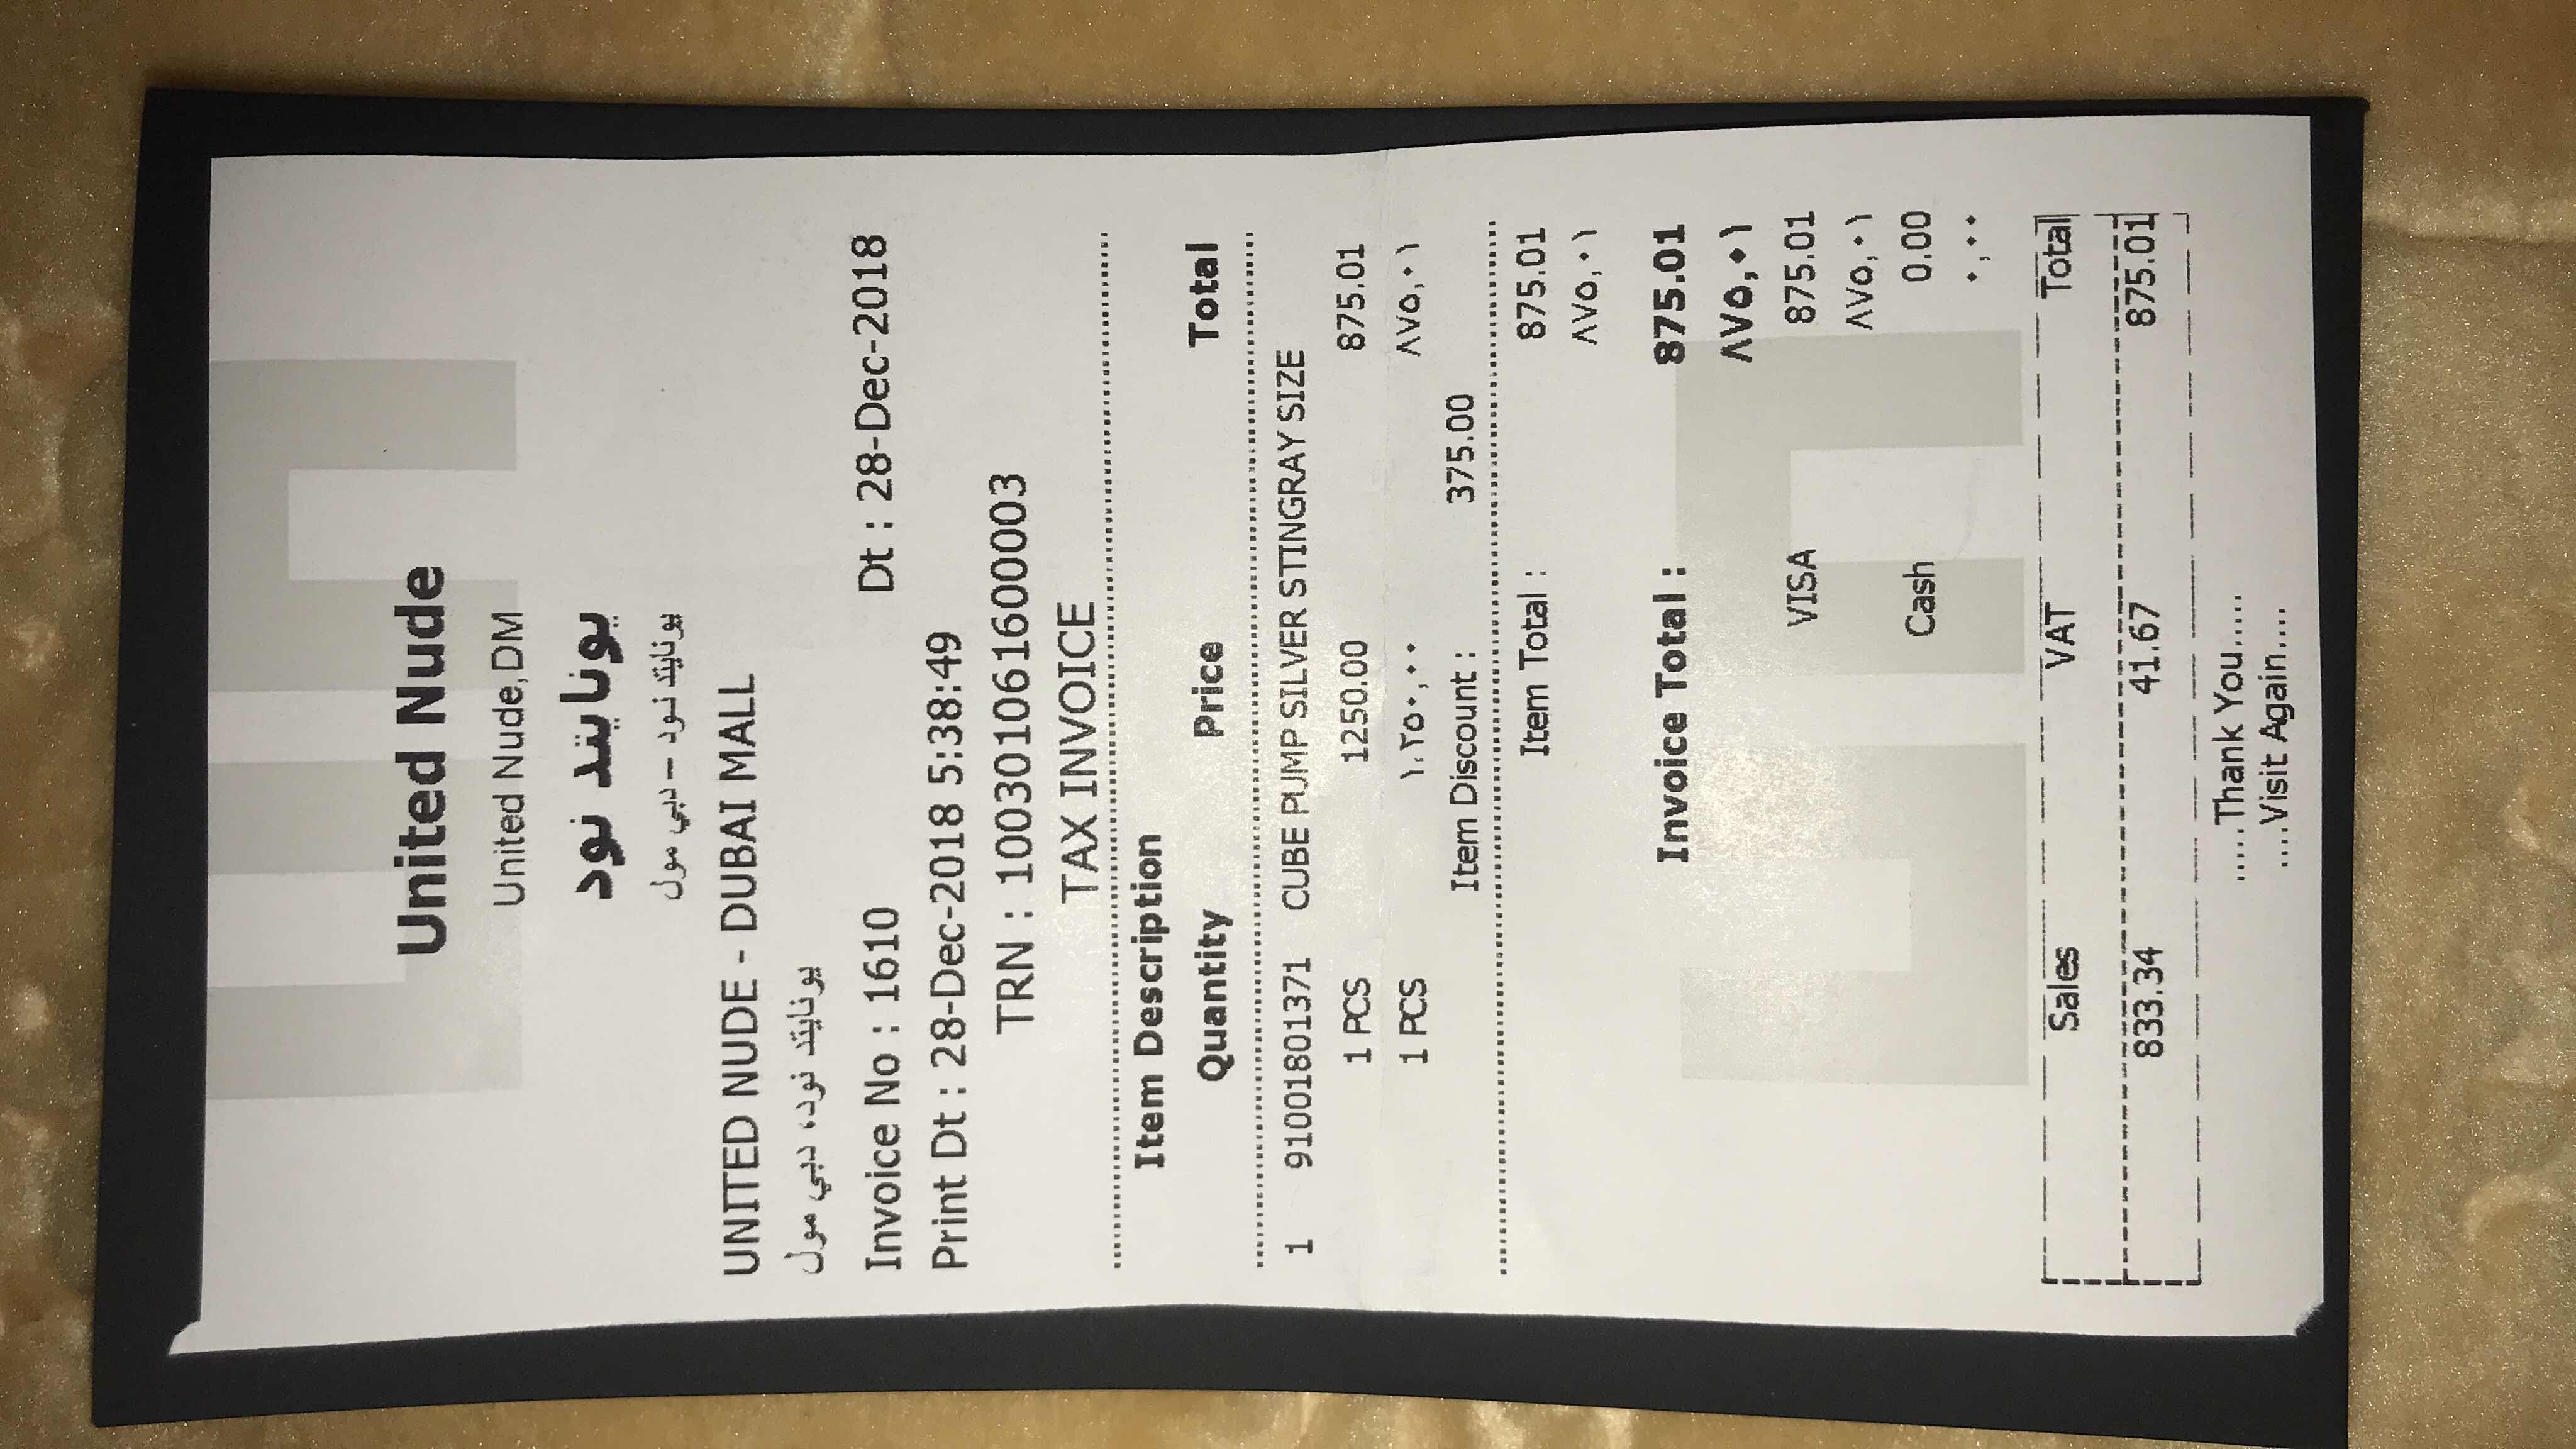 United Nude
United Nude, DM
يونايتد نود
يونايتد نود – دبي مول
UNITED NUDE - DUBAI MALL
يونايتد نود، دبي مول
Invoice No : 1610 Dt : 28-Dec-2018
Print Dt : 28-Dec-2018 5:38:49
TRN : 100301061600003
TAX INVOICE
Item Description
Quantity Price Total
1 91001801371 CUBE PUMP SILVER STINGRAY SIZE
1 PCS 1250.00 875.01
1 PCS ١،٢٥٠,٠٠ ٨٧٥,٠١
Item Discount : 375.00
Item Total : 875.01
٨٧٥,٠١
Invoice Total : 875.01
٨٧٥,٠١
VISA 875.01
٨٧٥,٠١
Cash 0.00
٠,٠٠
Sales VAT Total
833.34 41.67 875.01
.....Thank You.....
....Visit Again....